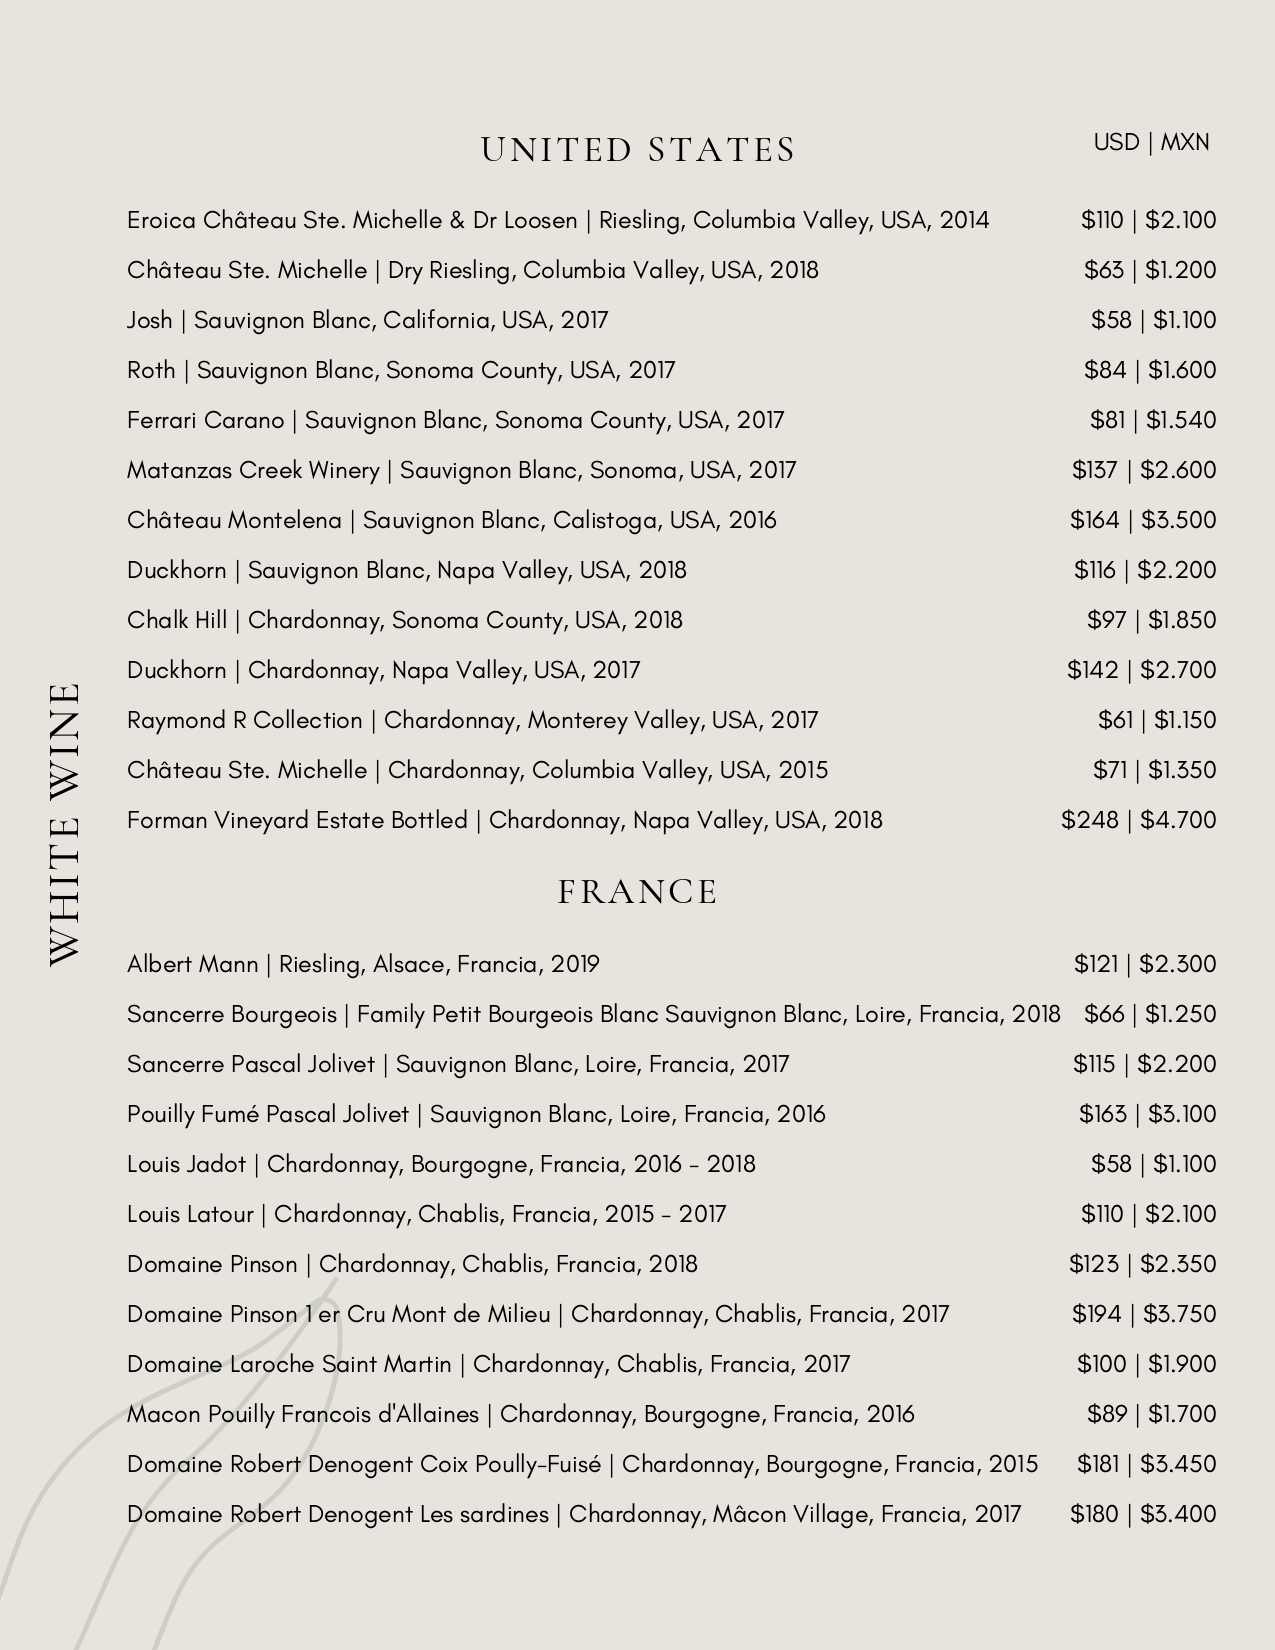 UNITED STATES
USD | MXN
Eroica Château Ste. Michelle & Dr Loosen | Riesling, Columbia Valley, USA, 2014 $110 | $2.100
Château Ste. Michelle | Dry Riesling, Columbia Valley, USA, 2018 $63 | $1.200
Josh | Sauvignon Blanc, California, USA, 2017 $58 | $1.100
Roth | Sauvignon Blanc, Sonoma County, USA, 2017 $84 | $1.600
Ferrari Carano | Sauvignon Blanc, Sonoma County, USA, 2017 $81 | $1.540
Matanzas Creek Winery | Sauvignon Blanc, Sonoma, USA, 2017 $137 | $2.600
Château Montelena | Sauvignon Blanc, Calistoga, USA, 2016 $164 | $3.500
Duckhorn | Sauvignon Blanc, Napa Valley, USA, 2018 $116 | $2.200
Chalk Hill | Chardonnay, Sonoma County, USA, 2018 $97 | $1.850
Duckhorn | Chardonnay, Napa Valley, USA, 2017 $142 | $2.700
Raymond R Collection | Chardonnay, Monterey Valley, USA, 2017 $61 | $1.150
Château Ste. Michelle | Chardonnay, Columbia Valley, USA, 2015 $71 | $1.350
Forman Vineyard Estate Bottled | Chardonnay, Napa Valley, USA, 2018 $248 | $4.700
WHITE WINE
FRANCE
Albert Mann | Riesling, Alsace, Francia, 2019 $121 | $2.300
Sancerre Bourgeois | Family Petit Bourgeois Blanc Sauvignon Blanc, Loire, Francia, 2018 $66 | $1.250
Sancerre Pascal Jolivet | Sauvignon Blanc, Loire, Francia, 2017 $115 | $2.200
Pouilly Fumé Pascal Jolivet | Sauvignon Blanc, Loire, Francia, 2016 $163 | $3.100
Louis Jadot | Chardonnay, Bourgogne, Francia, 2016 - 2018 $58 | $1.100
Louis Latour | Chardonnay, Chablis, Francia, 2015 - 2017 $110 | $2.100
Domaine Pinson | Chardonnay, Chablis, Francia, 2018 $123 | $2.350
Domaine Pinson 1 er Cru Mont de Milieu | Chardonnay, Chablis, Francia, 2017 $194 | $3.750
Domaine Laroche Saint Martin | Chardonnay, Chablis, Francia, 2017 $100 | $1.900
Macon Pouilly Francois d'Allaines | Chardonnay, Bourgogne, Francia, 2016 $89 | $1.700
Domaine Robert Denogent Coix Poully-Fuisé | Chardonnay, Bourgogne, Francia, 2015 $181 | $3.450
Domaine Robert Denogent Les sardines | Chardonnay, Mâcon Village, Francia, 2017 $180 | $3.400